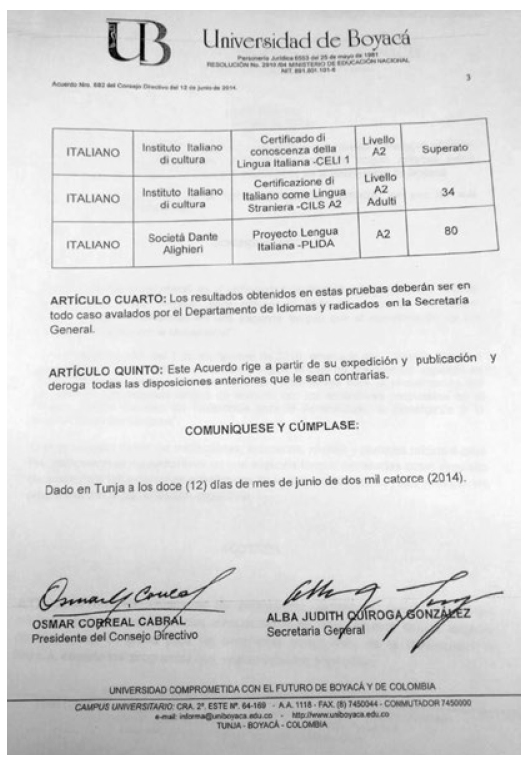 UB
Universidad de Boyacá
Personería Jurídica 6553 del 25 de mayo de 1981
RESOLUCIÓN No. 2910 /04 MINISTERIO DE EDUCACIÓN NACIONAL
NIT. 891.801.101-6
Acuerdo Nro. 682 del Consejo Directivo del 12 de junio de 2014.
3
ITALIANO
Instituto Italiano
di cultura
Certificado di
conoscenza della
Lingua Italiana -CELI 1
Livello
A2
Superato
ITALIANO
Instituto Italiano
di cultura
Certificazione di
Italiano come Lingua
Straniera -CILS A2
Livello
A2
Adulti
34
ITALIANO
Societá Dante
Alighieri
Proyecto Lengua
Italiana -PLIDA
A2
80
ARTÍCULO CUARTO: Los resultados obtenidos en estas pruebas deberán ser en
todo caso avalados por el Departamento de Idiomas y radicados en la Secretaría
General.
ARTÍCULO QUINTO: Este Acuerdo rige a partir de su expedición y publicación y
deroga todas las disposiciones anteriores que le sean contrarias.
COMUNÍQUESE Y CÚMPLASE:
Dado en Tunja a los doce (12) días de mes de junio de dos mil catorce (2014).
OSMAR CORREAL CABRAL
Presidente del Consejo Directivo
ALBA JUDITH QUIROGA GONZÁLEZ
Secretaria General
UNIVERSIDAD COMPROMETIDA CON EL FUTURO DE BOYACÁ Y DE COLOMBIA
CAMPUS UNIVERSITARIO: CRA. 2ª. ESTE Nº. 64-169 - A.A. 1118 - FAX. (8) 7450044 - CONMUTADOR 7450000
e-mail: informa@uniboyaca.edu.co - http://www.uniboyaca.edu.co
TUNJA - BOYACÁ - COLOMBIA